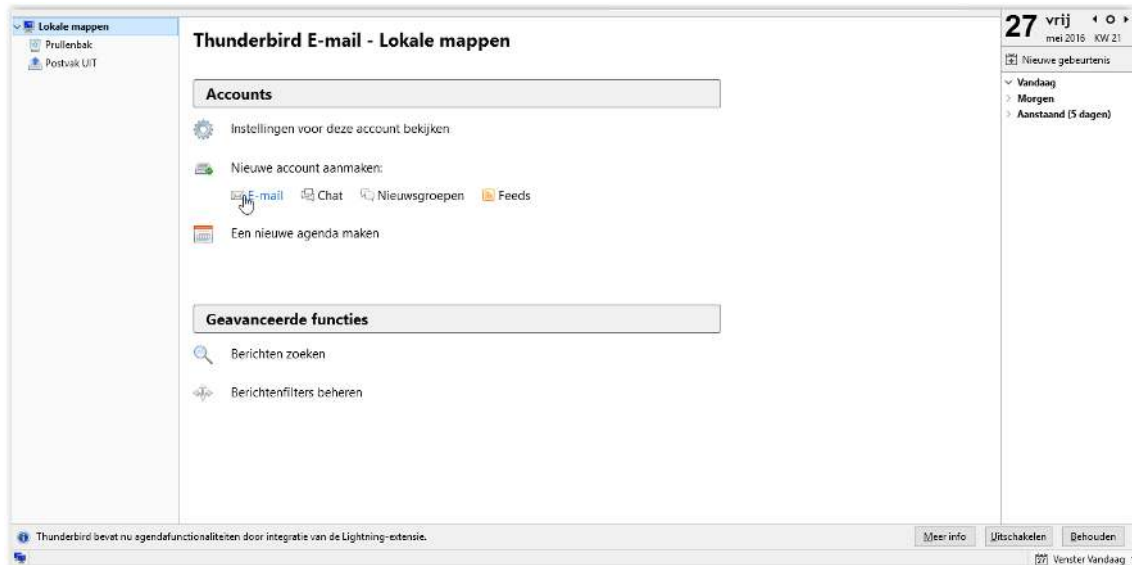 Lokale mappen
Prullenbak
Postvak UIT
Thunderbird E-mail - Lokale mappen
Accounts
Instellingen voor deze account bekijken
Nieuwe account aanmaken:
E-mail Chat Nieuwsgroepen Feeds
Een nieuwe agenda maken
Geavanceerde functies
Berichten zoeken
Berichtenfilters beheren
27 vrij
mei 2016 KW 21
Nieuwe gebeurtenis
Vandaag
Morgen
Aanstaand (5 dagen)
Thunderbird bevat nu agendafunctionaliteiten door integratie van de Lightning-extensie. Meer info Uitschakelen Behouden
27 Venster Vandaag